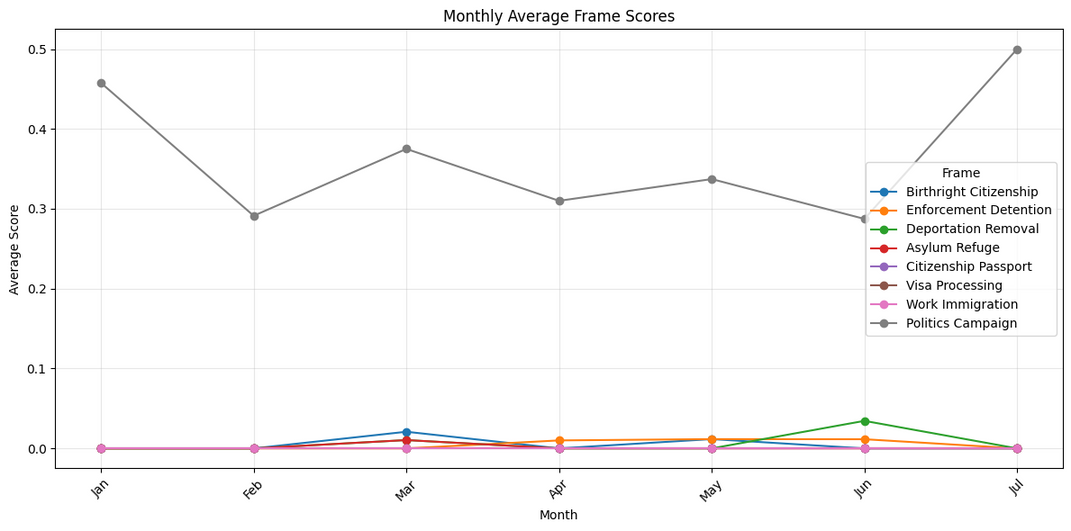 Monthly Average Frame Scores
0.5
0.4
0.3
0.2
0.1
0.0
Average Score
Frame
Birthright Citizenship
Enforcement Detention
Deportation Removal
Asylum Refuge
Citizenship Passport
Visa Processing
Work Immigration
Politics Campaign
Jan
Feb
Mar
Apr
May
Jun
Jul
Month